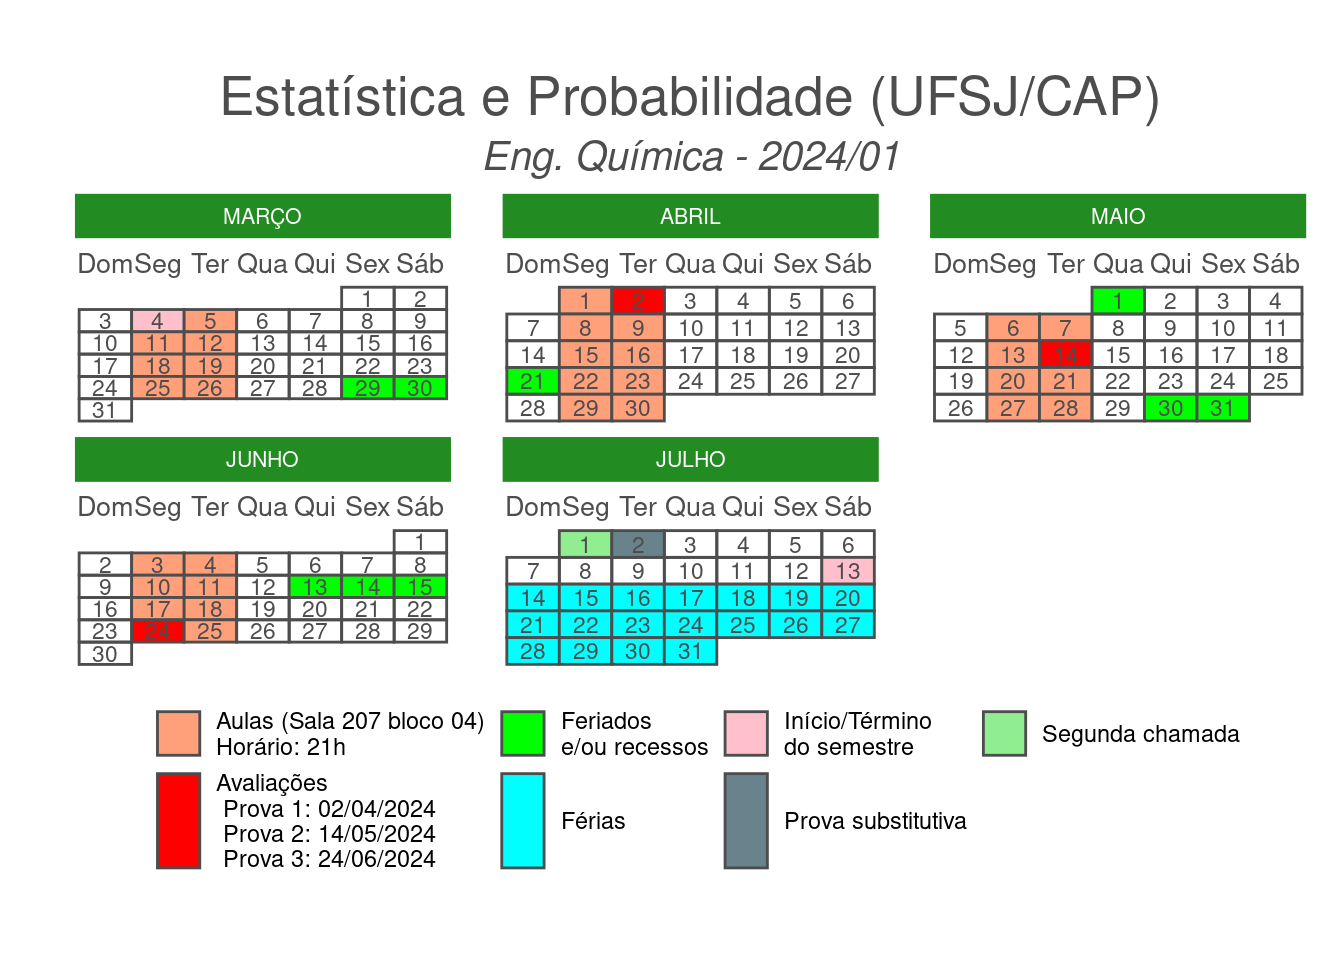 Estatística e Probabilidade (UFSJ/CAP)
Eng. Química - 2024/01
MARÇO
Dom Seg Ter Qua Qui Sex Sáb
1 2
3 4 5 6 7 8 9
10 11 12 13 14 15 16
17 18 19 20 21 22 23
24 25 26 27 28 29 30
31
ABRIL
Dom Seg Ter Qua Qui Sex Sáb
1 2 3 4 5 6
7 8 9 10 11 12 13
14 15 16 17 18 19 20
21 22 23 24 25 26 27
28 29 30
MAIO
Dom Seg Ter Qua Qui Sex Sáb
1 2 3 4
5 6 7 8 9 10 11
12 13 14 15 16 17 18
19 20 21 22 23 24 25
26 27 28 29 30 31
JUNHO
Dom Seg Ter Qua Qui Sex Sáb
1
2 3 4 5 6 7 8
9 10 11 12 13 14 15
16 17 18 19 20 21 22
23 24 25 26 27 28 29
30
JULHO
Dom Seg Ter Qua Qui Sex Sáb
1 2 3 4 5 6
7 8 9 10 11 12 13
14 15 16 17 18 19 20
21 22 23 24 25 26 27
28 29 30 31
Aulas (Sala 207 bloco 04)
Horário: 21h
Feriados
e/ou recessos
Início/Término
do semestre
Segunda chamada
Avaliações
Prova 1: 02/04/2024
Prova 2: 14/05/2024
Prova 3: 24/06/2024
Férias
Prova substitutiva